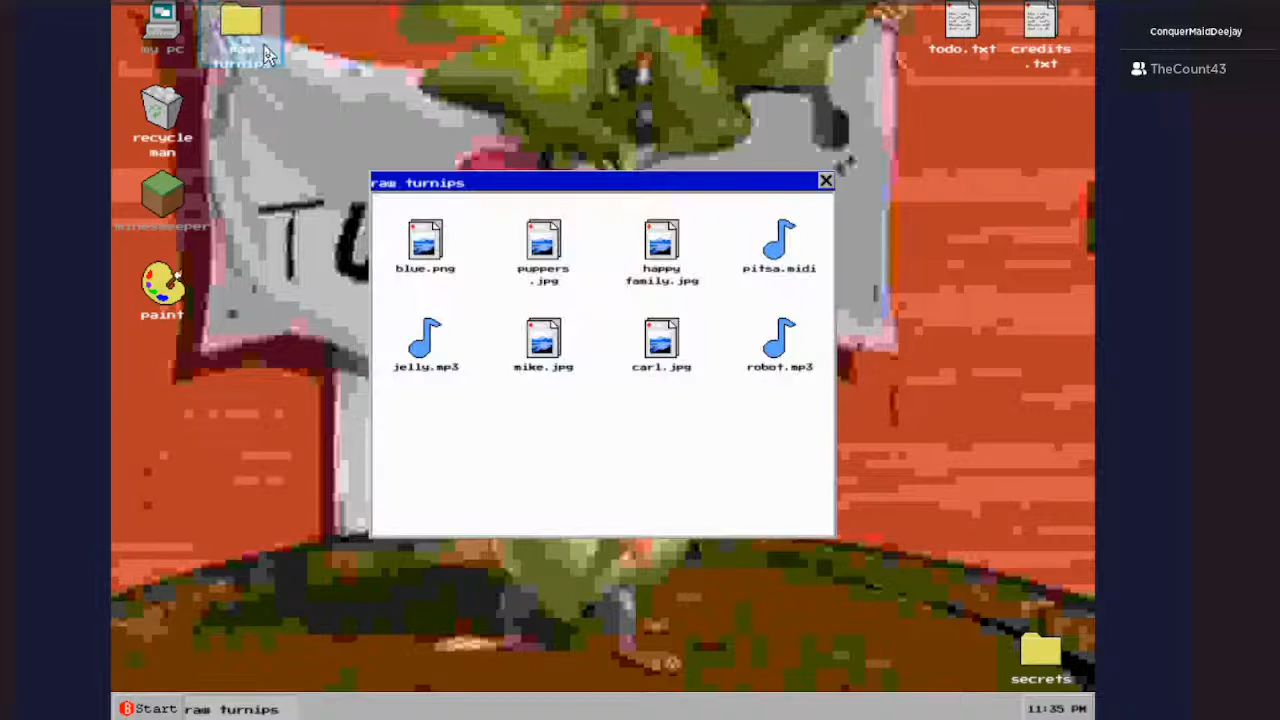 my pc
raw
turnips
todo.txt
credits
.txt
ConquerMaidDeejay
TheCount43
recycle
man
raw turnips
minesweeper
blue.png
puppers
.jpg
happy
family.jpg
pitsa.midi
paint
jelly.mp3
mike.jpg
carl.jpg
robot.mp3
secrets
Start
raw turnips
11:35 PM